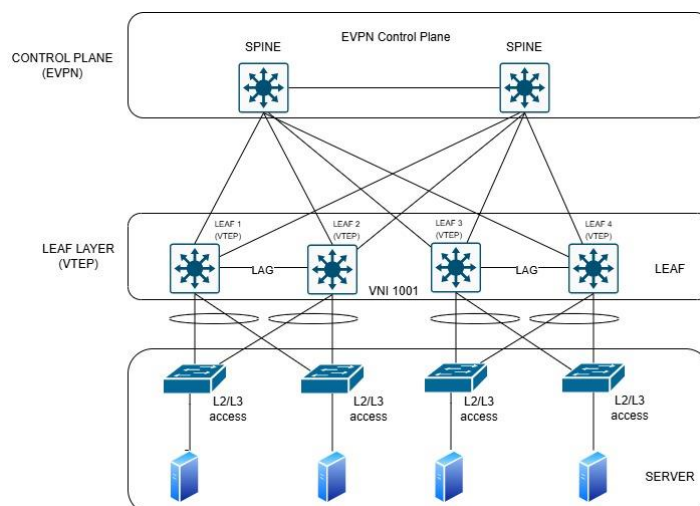 CONTROL PLANE
(EVPN)
EVPN Control Plane
SPINE
SPINE
LEAF LAYER
(VTEP)
LEAF 1
(VTEP)
LEAF 2
(VTEP)
LEAF 3
(VTEP)
LEAF 4
(VTEP)
LAG
LAG
LEAF
VNI 1001
L2/L3
access
L2/L3
access
L2/L3
access
L2/L3
access
SERVER